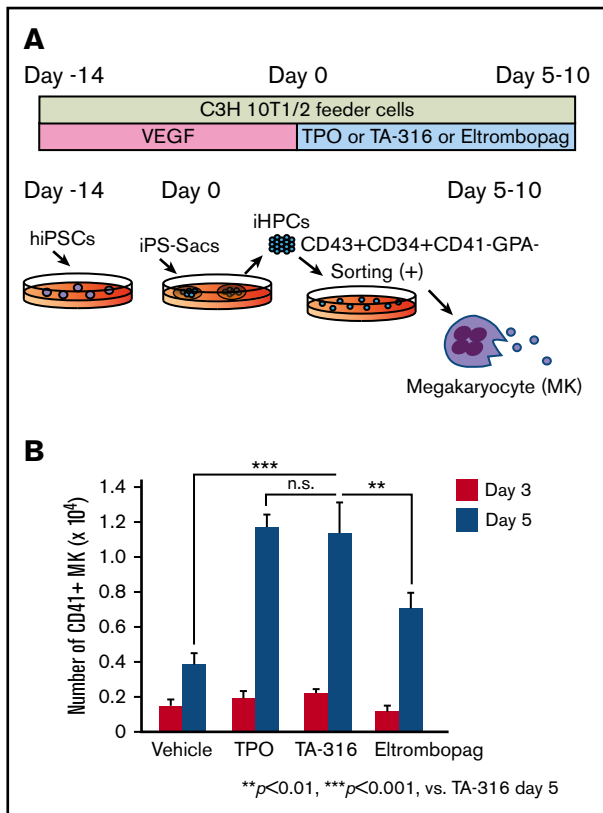 A
Day -14 Day 0 Day 5-10
C3H 10T1/2 feeder cells
VEGF TPO or TA-316 or Eltrombopag
Day -14 Day 0 Day 5-10
hiPSCs iPS-Sacs iHPCs CD43+CD34+CD41-GPA-
Sorting (+)
Megakaryocyte (MK)
B
Number of CD41+ MK (x 10⁴)
1.4
1.2
1.0
0.8
0.6
0.4
0.2
0
***
n.s.
**
Day 3
Day 5
Vehicle TPO TA-316 Eltrombopag
**p<0.01, ***p<0.001, vs. TA-316 day 5